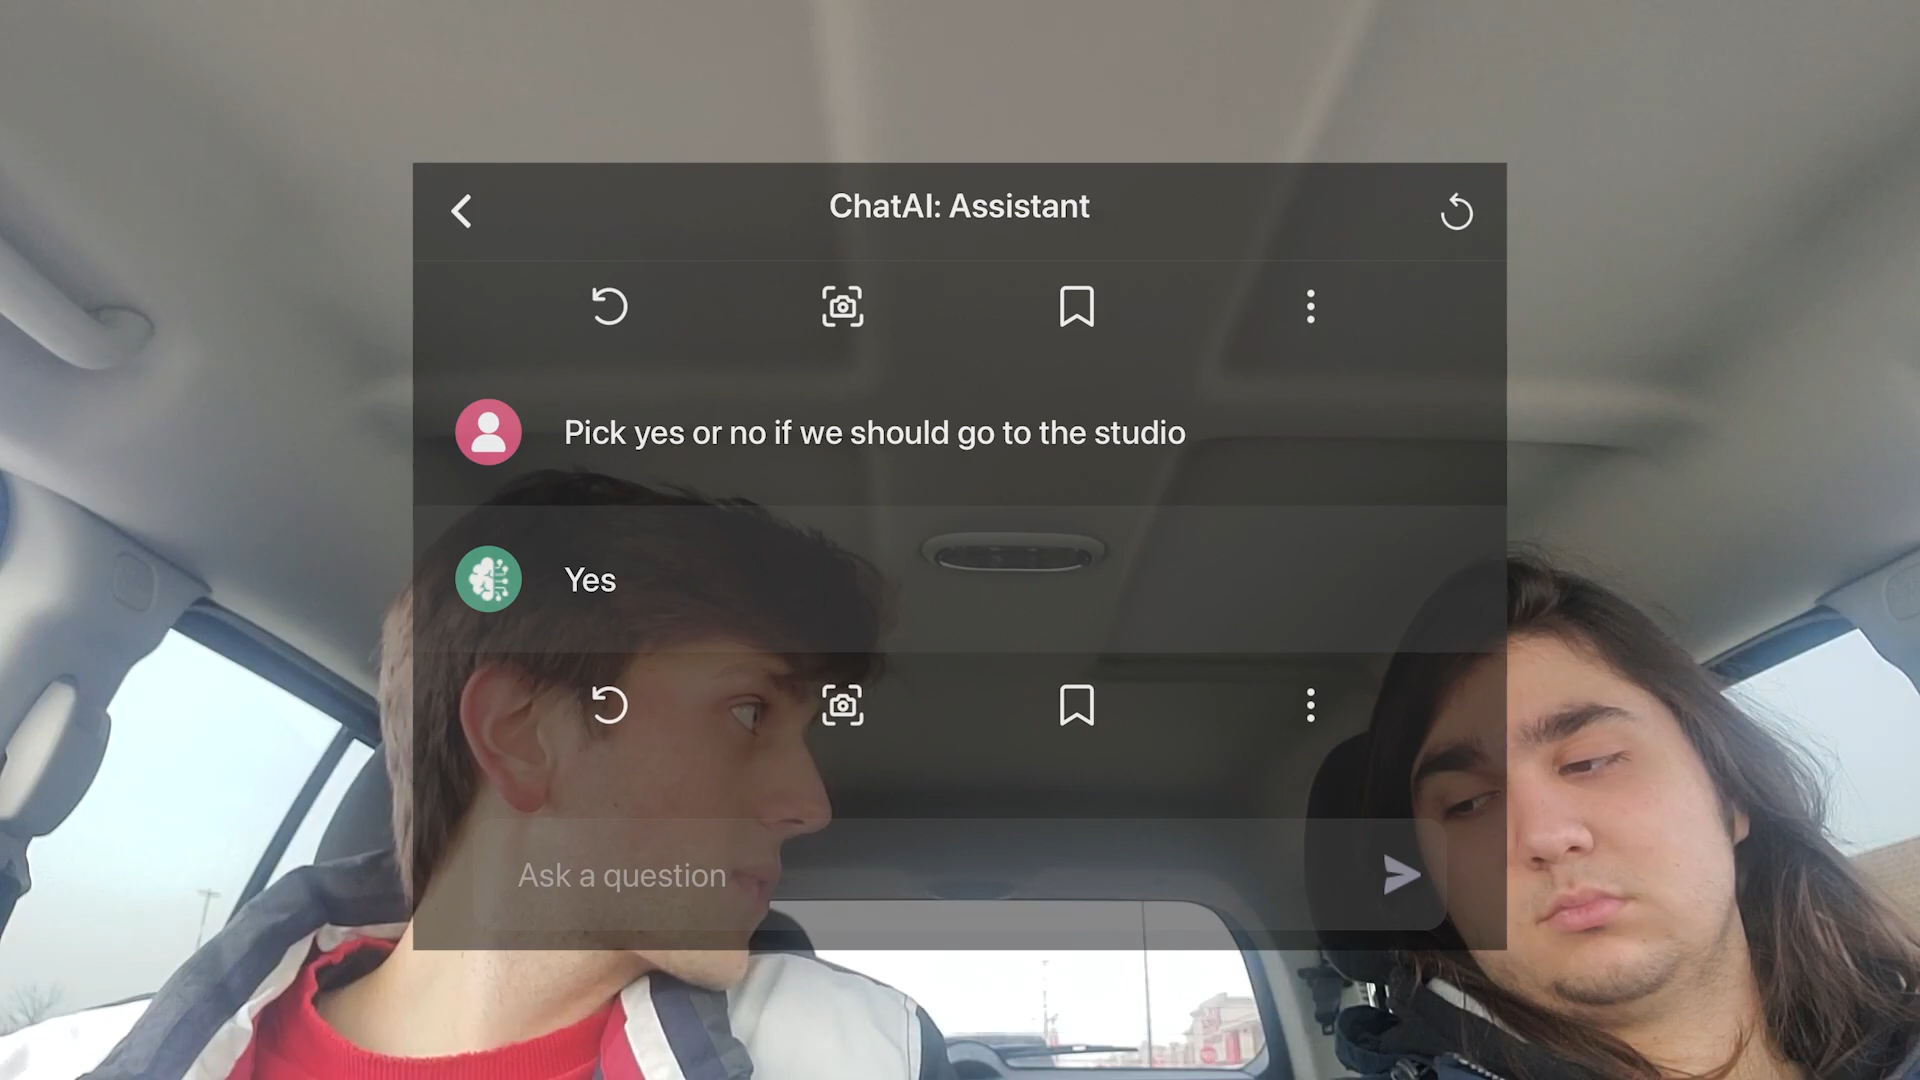 ChatAI: Assistant
Pick yes or no if we should go to the studio
Yes
Ask a question